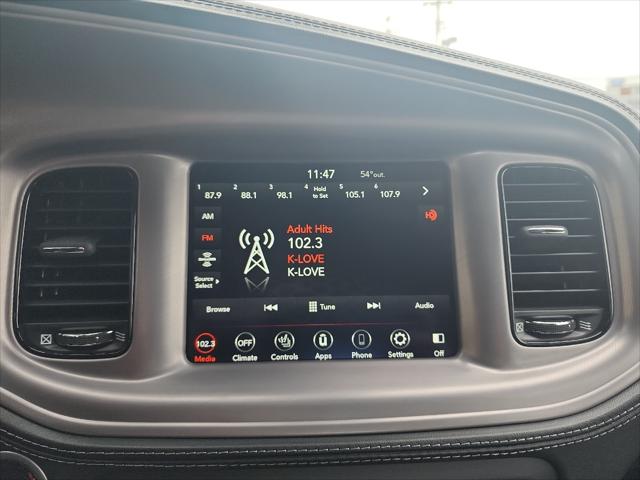 11:47 54°out.
1 87.9 2 88.1 3 98.1 4 Hold to Set 5 105.1 6 107.9
AM
FM
Source Select
Adult Hits
102.3
K-LOVE
K-LOVE
Browse Tune Audio
102.3 OFF
Media Climate Controls Apps Phone Settings Off